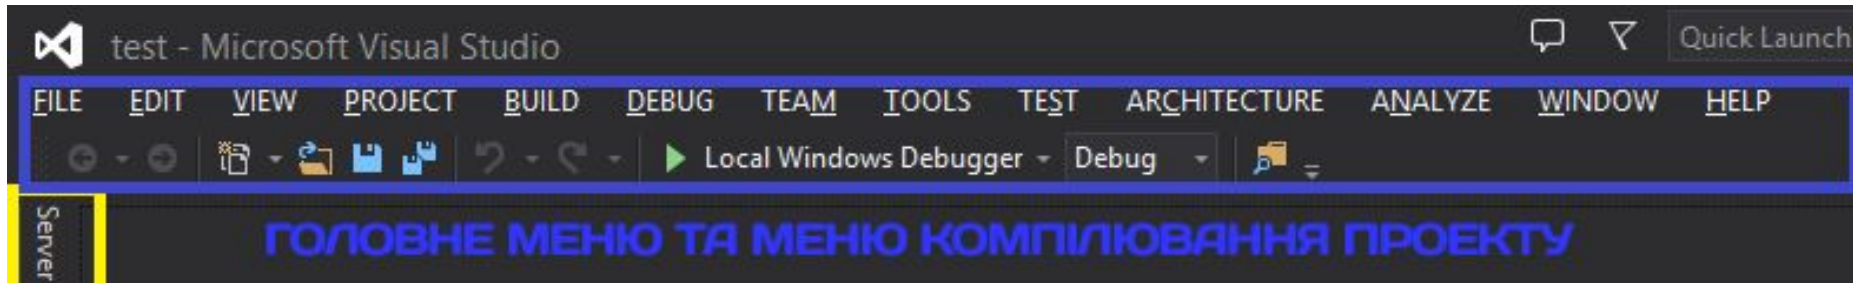 test - Microsoft Visual Studio
Quick Launch
FILE EDIT VIEW PROJECT BUILD DEBUG TEAM TOOLS TEST ARCHITECTURE ANALYZE WINDOW HELP
Local Windows Debugger Debug
Server
ГОЛОВНЕ МЕНЮ ТА МЕНЮ КОМПІЛЮВАННЯ ПРОЕКТУ